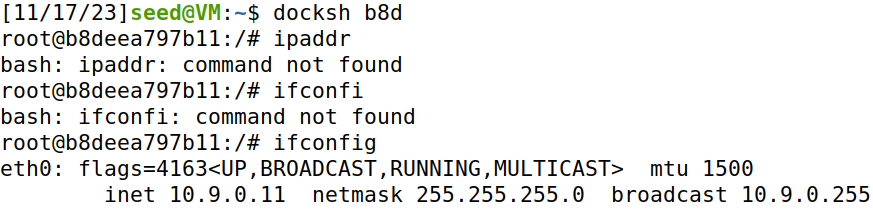 [11/17/23]seed@VM:~$ docksh b8d
root@b8deea797b11:/# ipaddr
bash: ipaddr: command not found
root@b8deea797b11:/# ifconfi
bash: ifconfi: command not found
root@b8deea797b11:/# ifconfig
eth0: flags=4163<UP,BROADCAST,RUNNING,MULTICAST>  mtu 1500
        inet 10.9.0.11  netmask 255.255.255.0  broadcast 10.9.0.255